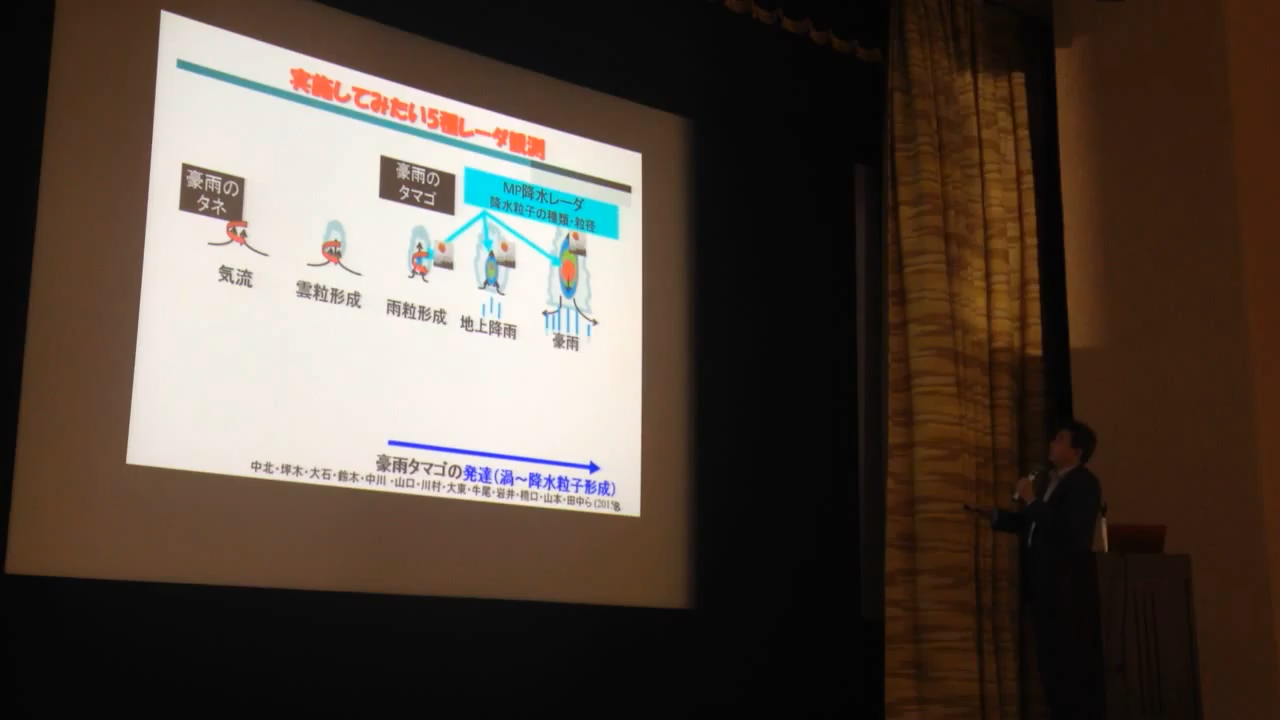 実施してみたい5種レーダ観測
豪雨の
タネ
豪雨の
タマゴ
MP降水レーダ
降水粒子の種類・粒径
気流
雲粒形成
雨粒形成
地上降雨
豪雨
豪雨タマゴの発達(渦～降水粒子形成)
中北・坪木・大石・鈴木・中川・山口・川村・大東・牛尾・岩井・橋口・山本・田中ら